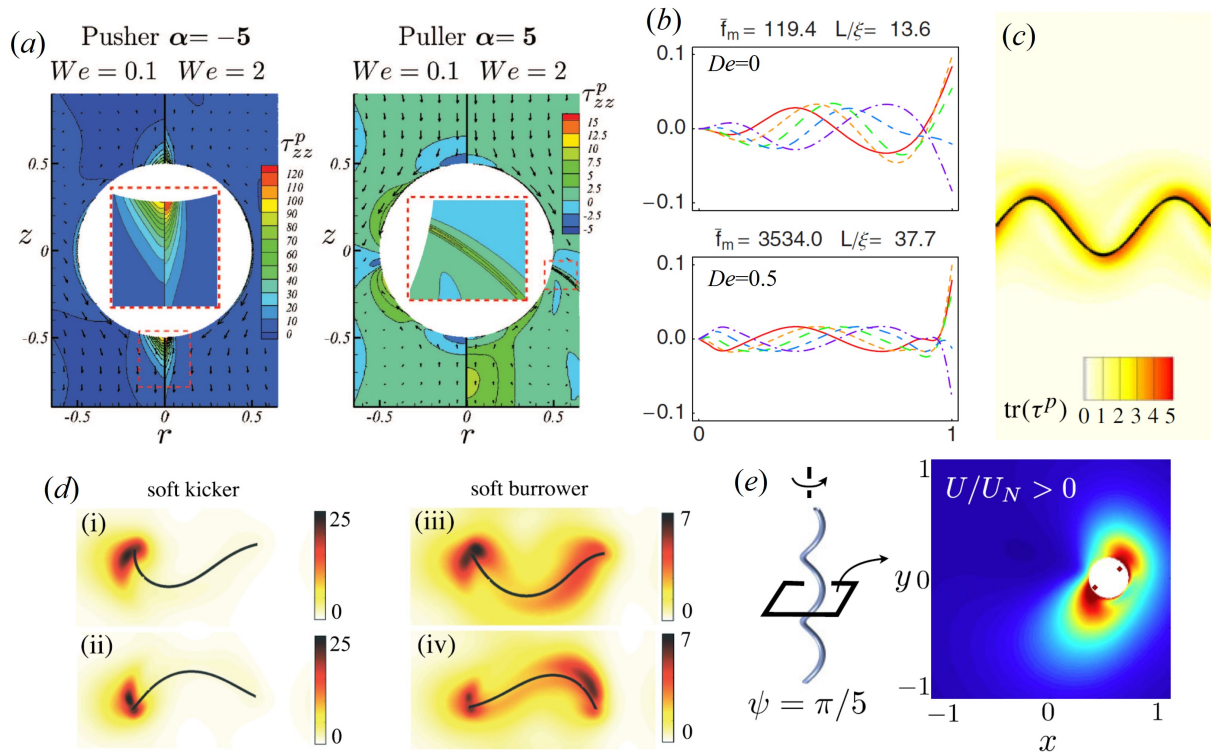 (a)
Pusher α= −5
We = 0.1 We = 2
τ^p_zz
120
110
100
90
80
70
60
50
40
30
20
10
0
z
0.5
0
-0.5
-0.5 0 0.5
r
Puller α= 5
We = 0.1 We = 2
τ^p_zz
15
12.5
10
7.5
5
2.5
0
-2.5
-5
z
0.5
0
-0.5
-0.5 0 0.5
r
(b)
f̄m = 119.4 L/ξ= 13.6
De=0
0.1
0.0
−0.1
f̄m = 3534.0 L/ξ= 37.7
De=0.5
0.1
0.0
−0.1
0 1
(c)
tr(τ^p)
0 1 2 3 4 5
(d)
soft kicker
(i)
25
0
(ii)
25
0
soft burrower
(iii)
7
0
(iv)
7
0
(e)
ψ = π/5
U/U_N > 0
1
y 0
−1
−1 0 1
x